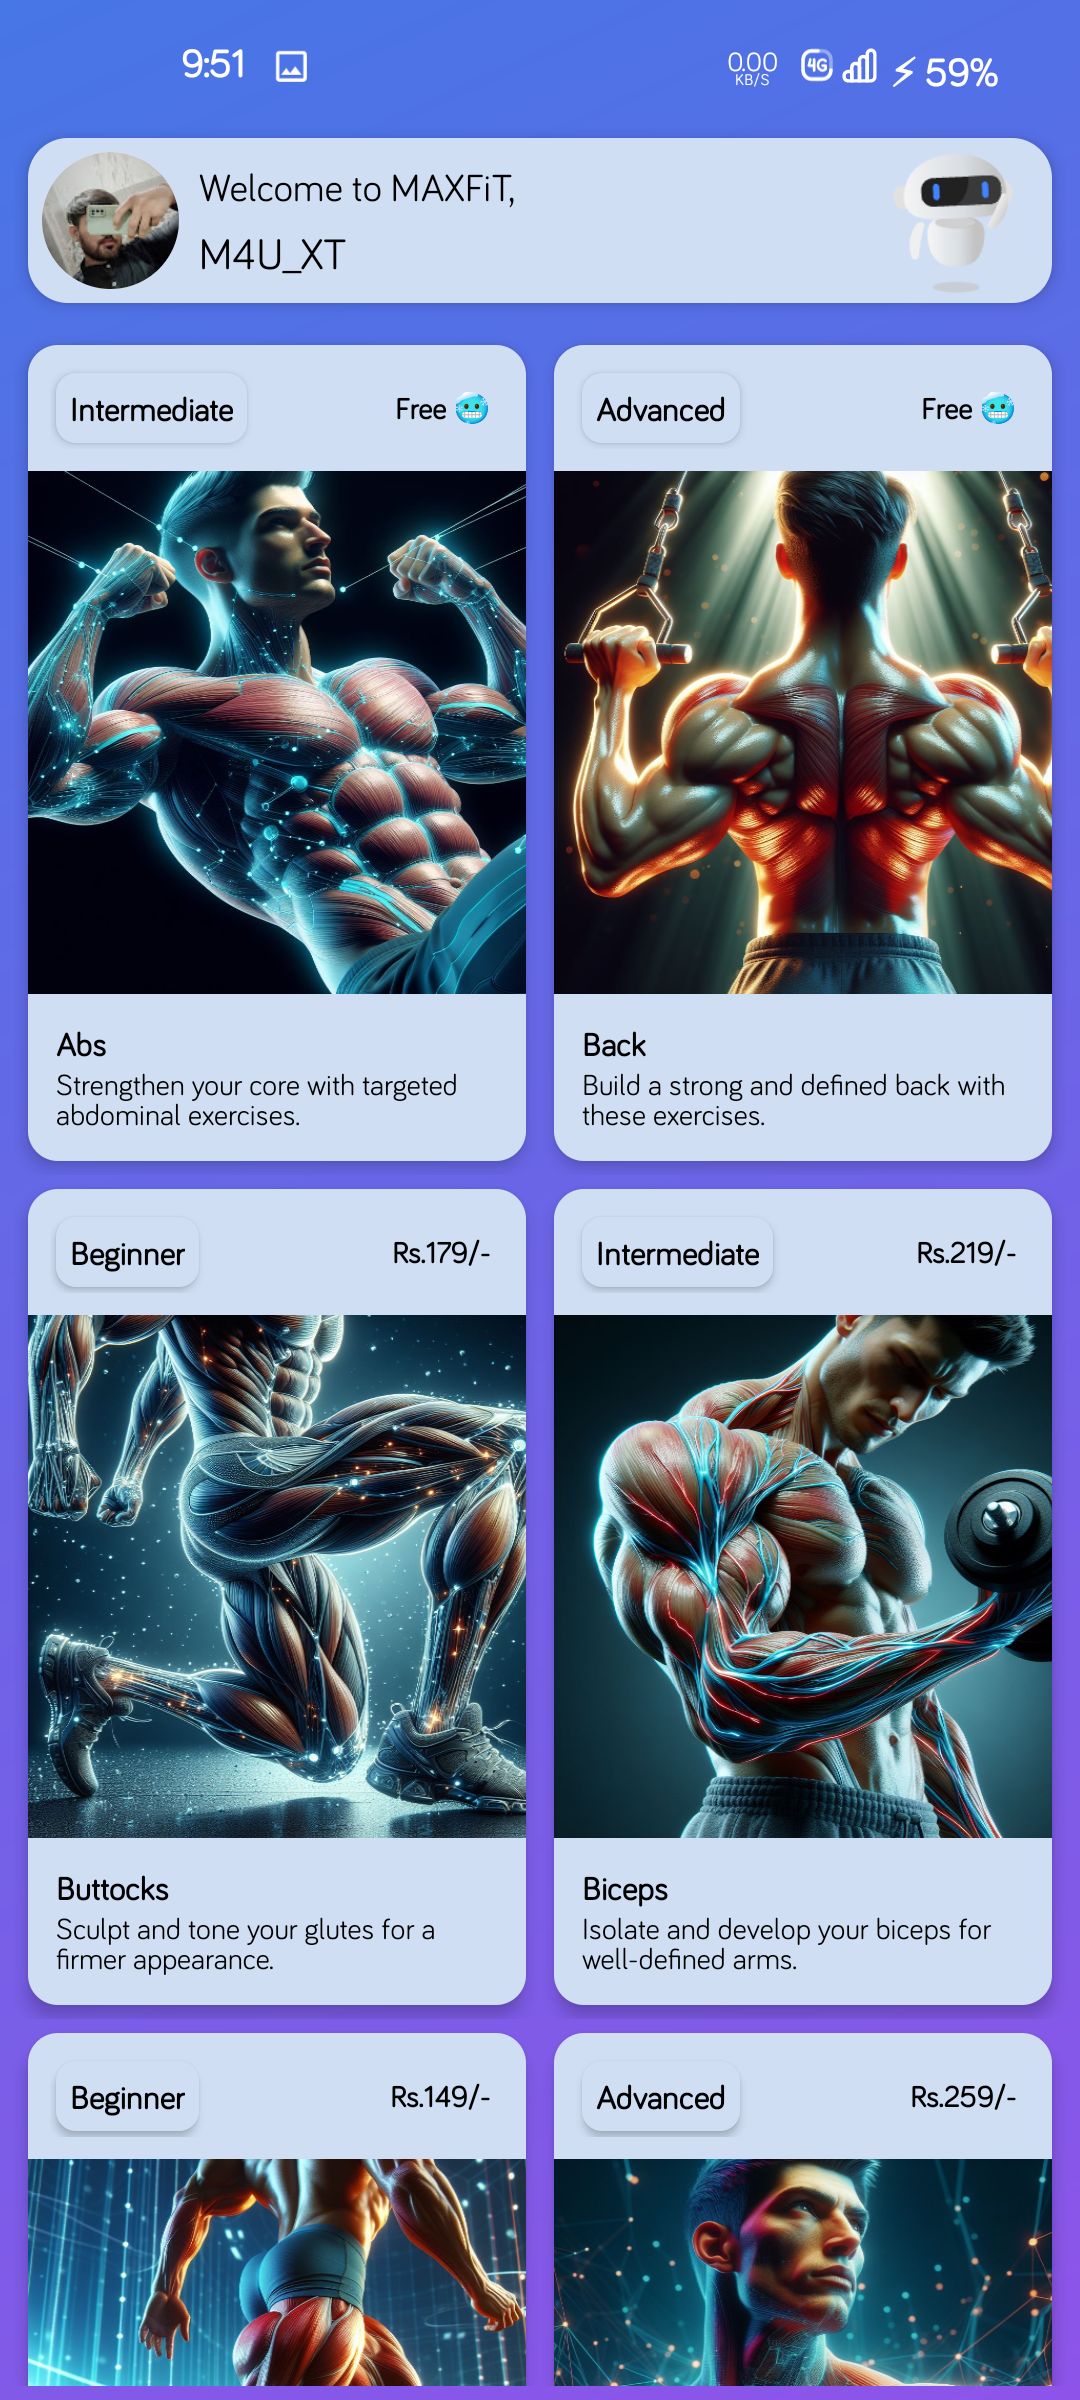 9:51
0.00
KB/S
4G
59%
Welcome to MAXFiT,
M4U_XT
Intermediate
Free 🥶
Advanced
Free 🥶
Abs
Strengthen your core with targeted
abdominal exercises.
Back
Build a strong and defined back with
these exercises.
Beginner
Rs.179/-
Intermediate
Rs.219/-
Buttocks
Sculpt and tone your glutes for a
firmer appearance.
Biceps
Isolate and develop your biceps for
well-defined arms.
Beginner
Rs.149/-
Advanced
Rs.259/-